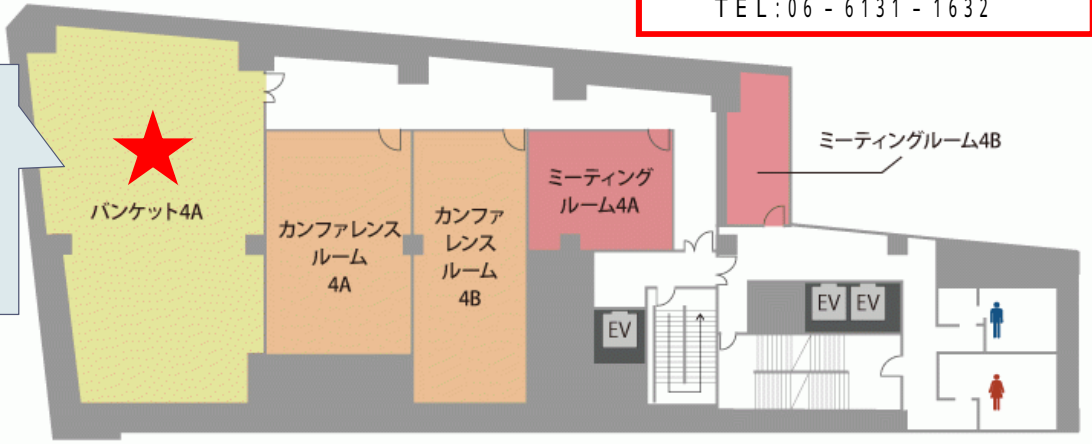 TEL:06-6131-1632
ミーティングルーム4B
バンケット4A
カンファレンス
ルーム
4A
カンファ
レンス
ルーム
4B
ミーティング
ルーム4A
EV
EV
EV